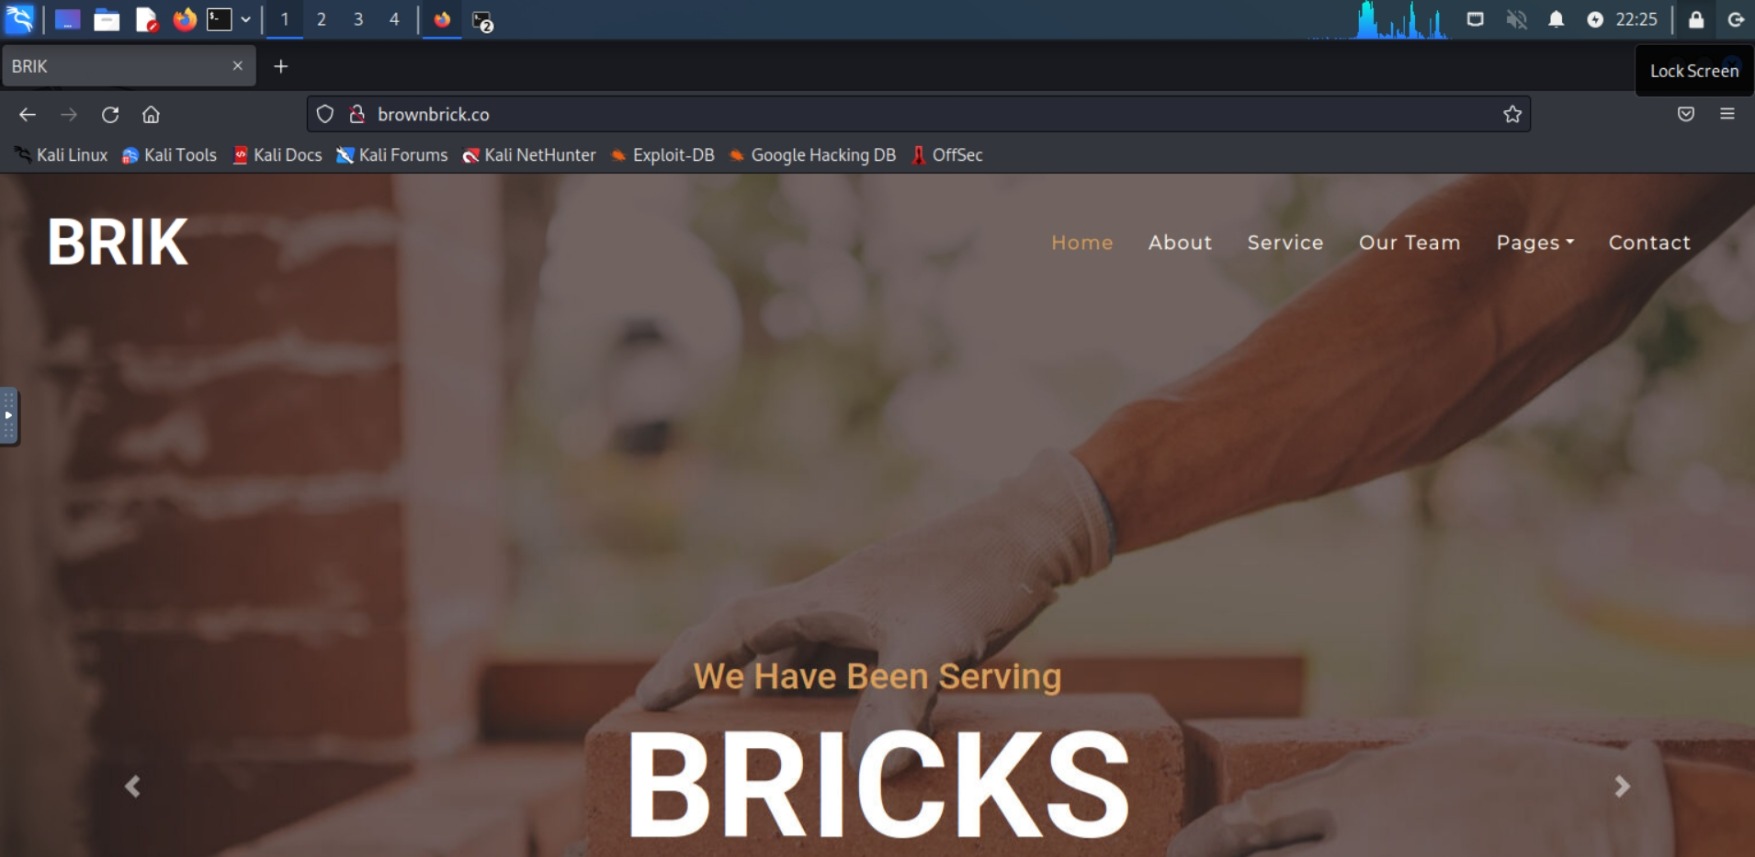 1 2 3 4 2 22:25
BRIK
Lock Screen
brownbrick.co
Kali Linux Kali Tools Kali Docs Kali Forums Kali NetHunter Exploit-DB Google Hacking DB OffSec
BRIK Home About Service Our Team Pages Contact
We Have Been Serving
BRICKS